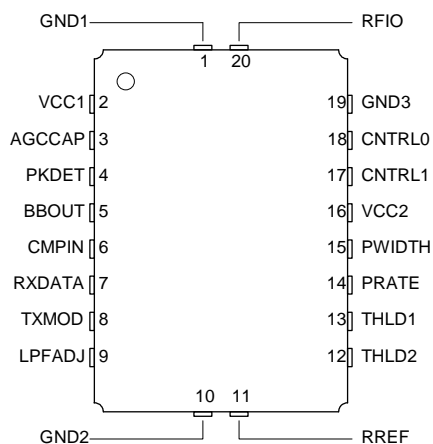 GND1 RFIO
1 20
VCC1 2 19 GND3
AGCCAP 3 18 CNTRL0
PKDET 4 17 CNTRL1
BBOUT 5 16 VCC2
CMPIN 6 15 PWIDTH
RXDATA 7 14 PRATE
TXMOD 8 13 THLD1
LPFADJ 9 12 THLD2
10 11
GND2 RREF